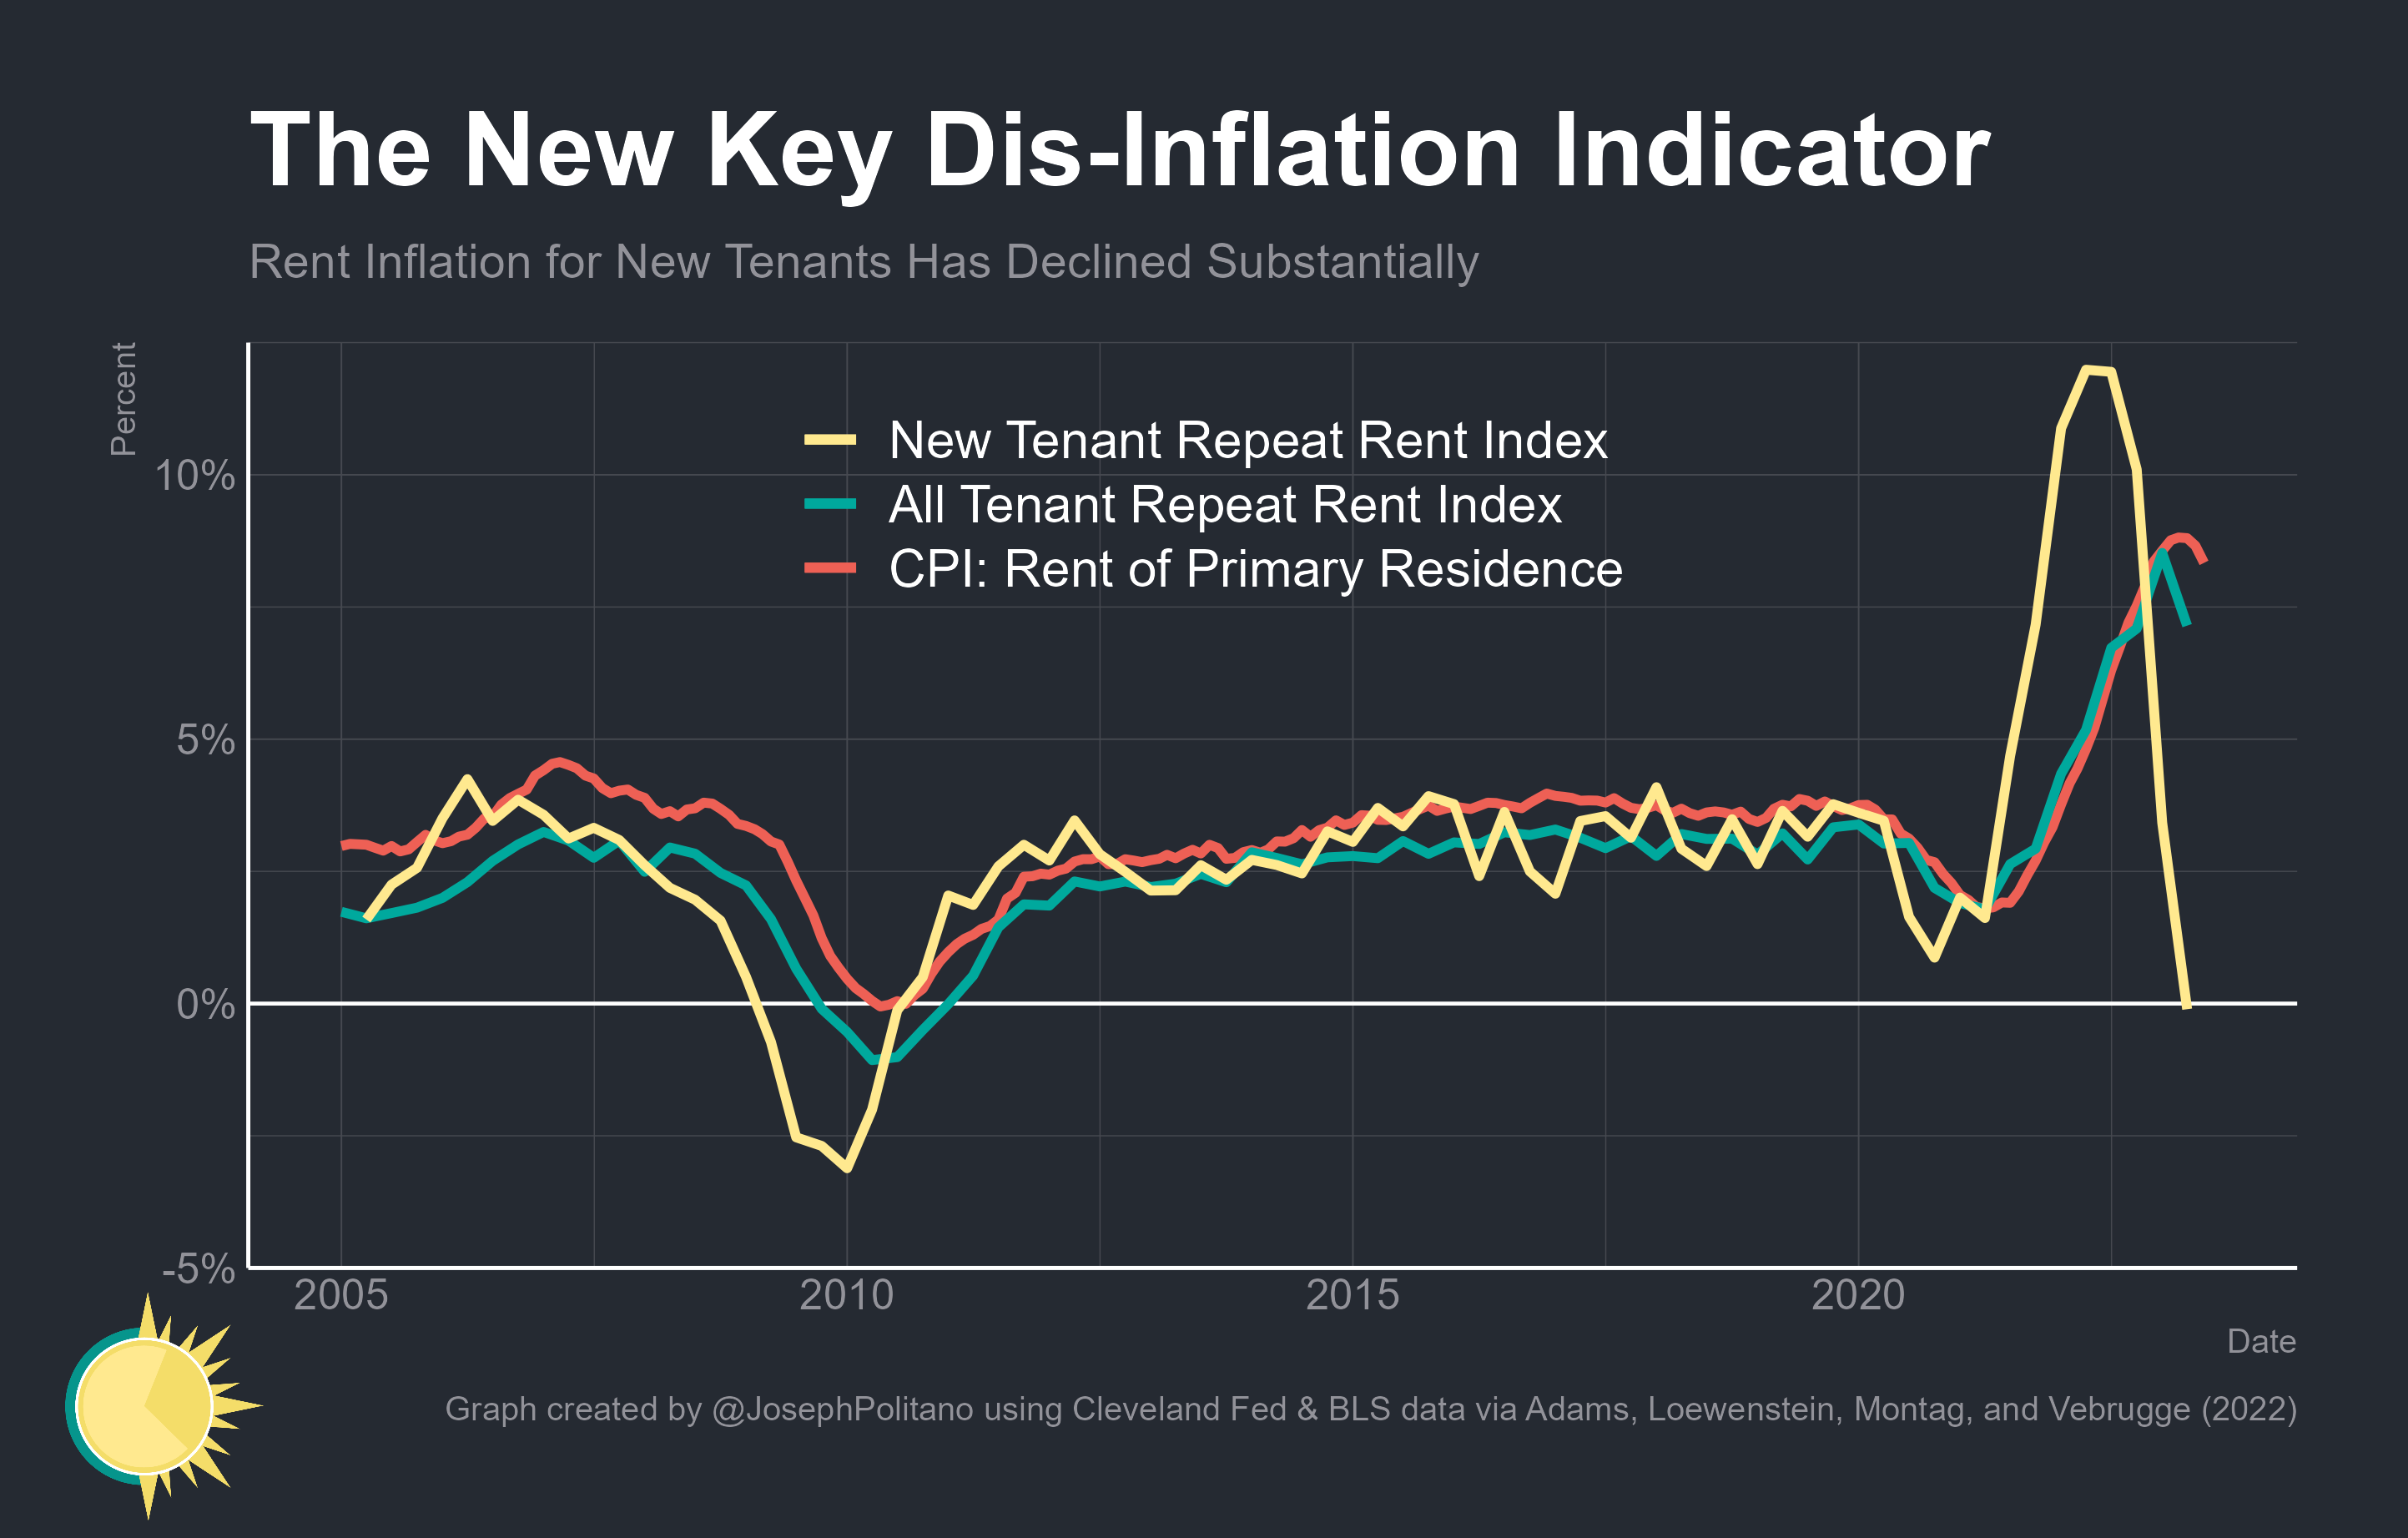 The New Key Dis-Inflation Indicator
Rent Inflation for New Tenants Has Declined Substantially
Percent
New Tenant Repeat Rent Index
All Tenant Repeat Rent Index
CPI: Rent of Primary Residence
10%
5%
0%
-5%
2005 2010 2015 2020
Date
Graph created by @JosephPolitano using Cleveland Fed & BLS data via Adams, Loewenstein, Montag, and Vebrugge (2022)